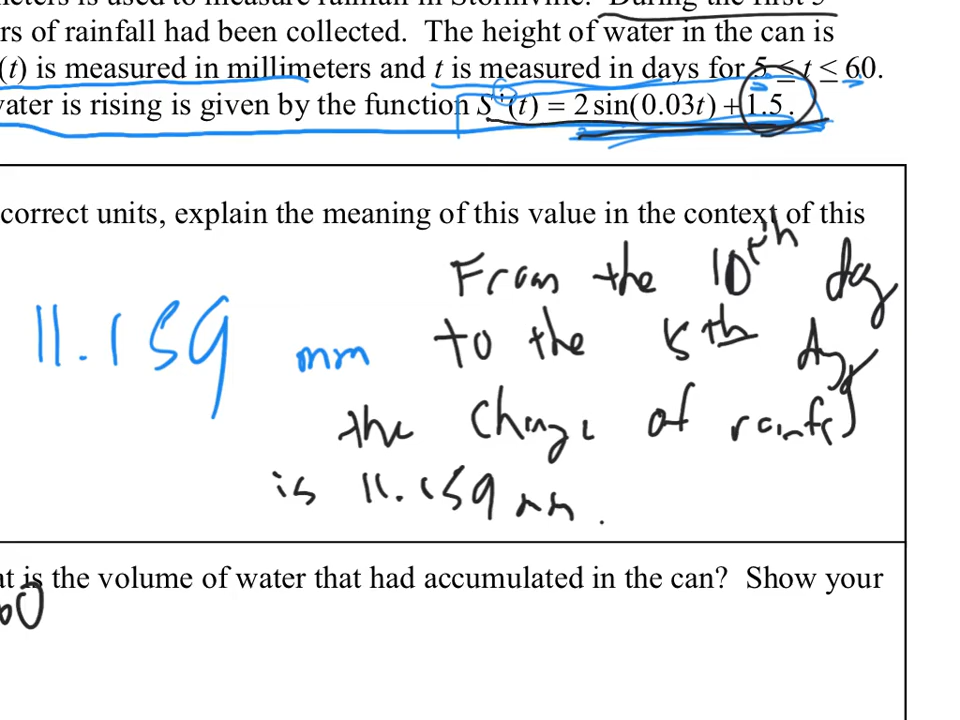 rs of rainfall had been collected. The height of water in the can is
(t) is measured in millimeters and t is measured in days for 5 ≤ t ≤ 60.
vater is rising is given by the function S'(t) = 2 sin(0.03t) + 1.5.
correct units, explain the meaning of this value in the context of this
From the 10th day
11.159 mm to the 5th day
the change of rainfall
is 11.159 mm.
at is the volume of water that had accumulated in the can? Show your